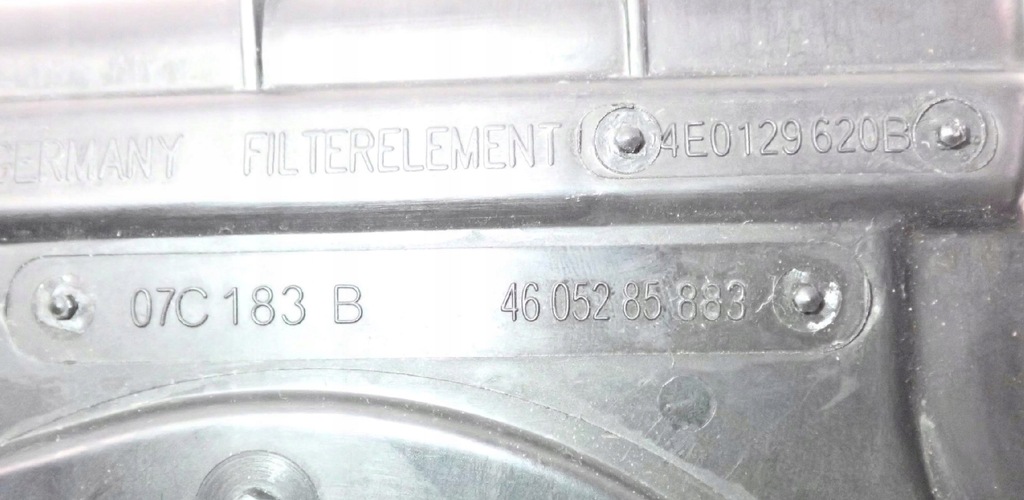 GERMANY FILTERELEMENT 4E0129620B
07C 183 B 46 052 85 883